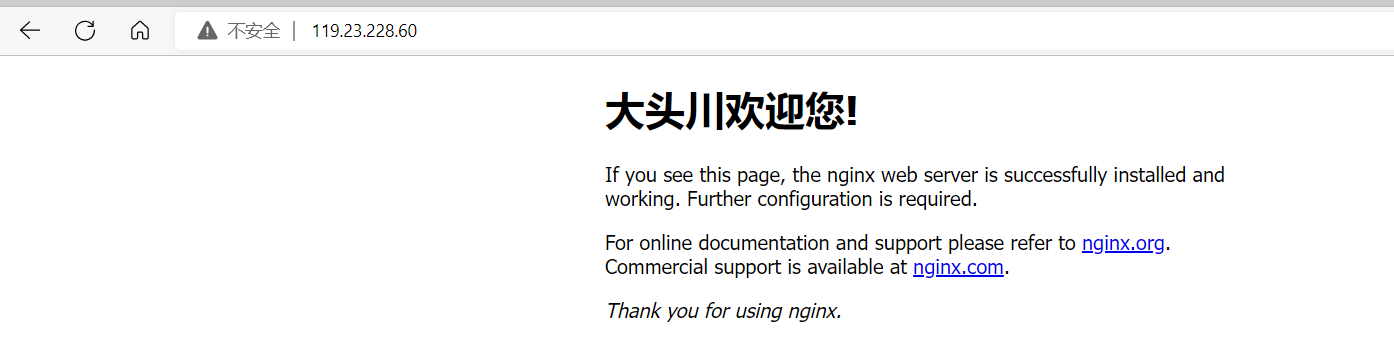 不安全 | 119.23.228.60
大头川欢迎您!
If you see this page, the nginx web server is successfully installed and
working. Further configuration is required.
For online documentation and support please refer to nginx.org.
Commercial support is available at nginx.com.
Thank you for using nginx.